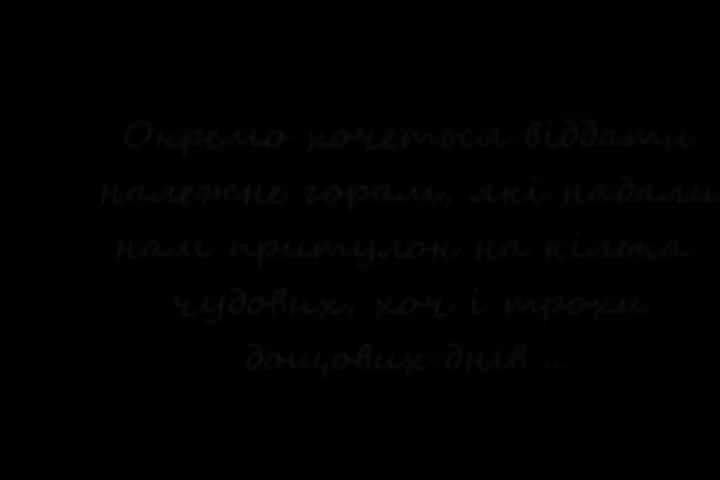 Окремо хочеться віддати
належне горам, які надали
нам притулок на кілька
чудових, хоч і трохи
дощових днів ...